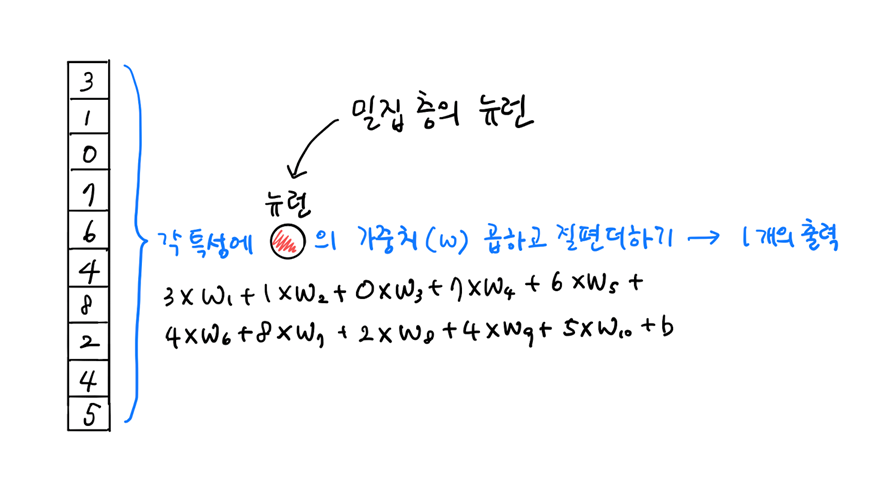 3
1
0
7
6
4
8
2
4
5
밀집 층의 뉴런
뉴런
각 특성에 의 가중치(w) 곱하고 절편더하기 → 1개의 출력
3×W₁+1×W₂+0×W₃+7×W₄+6×W₅+
4×W₆+8×W₇+2×W₈+4×W₉+5×W₁₀+b